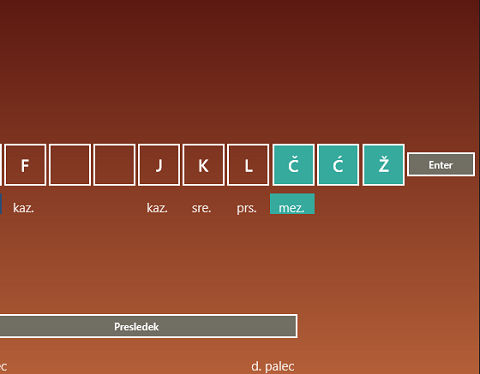 F J K L Č Ć Ž Enter
kaz. kaz. sre. prs. mez.
Presledek
d. palec